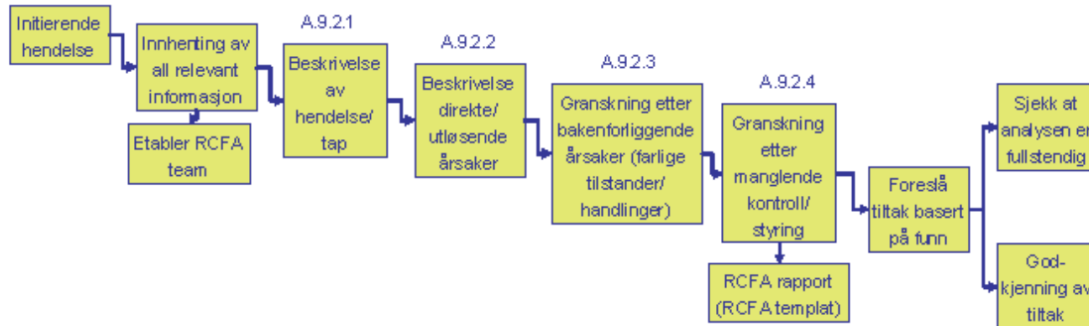 Initierende
hendelse
Innhenting av
all relevant
informasjon
Etabler RCFA
team
A.9.2.1
Beskrivelse
av
hendelse/
tap
A.9.2.2
Beskrivelse
direkte/
utløsende
årsaker
A.9.2.3
Granskning etter
bakenforliggende
årsaker (farlige
tilstander/
handlinger)
A.9.2.4
Granskning
etter
manglende
kontroll/
styring
RCFA rapport
(RCFA templat)
Foreslå
tiltak basert
på funn
Sjekk at
analysen er
fullstendig
God-
kjenning av
tiltak